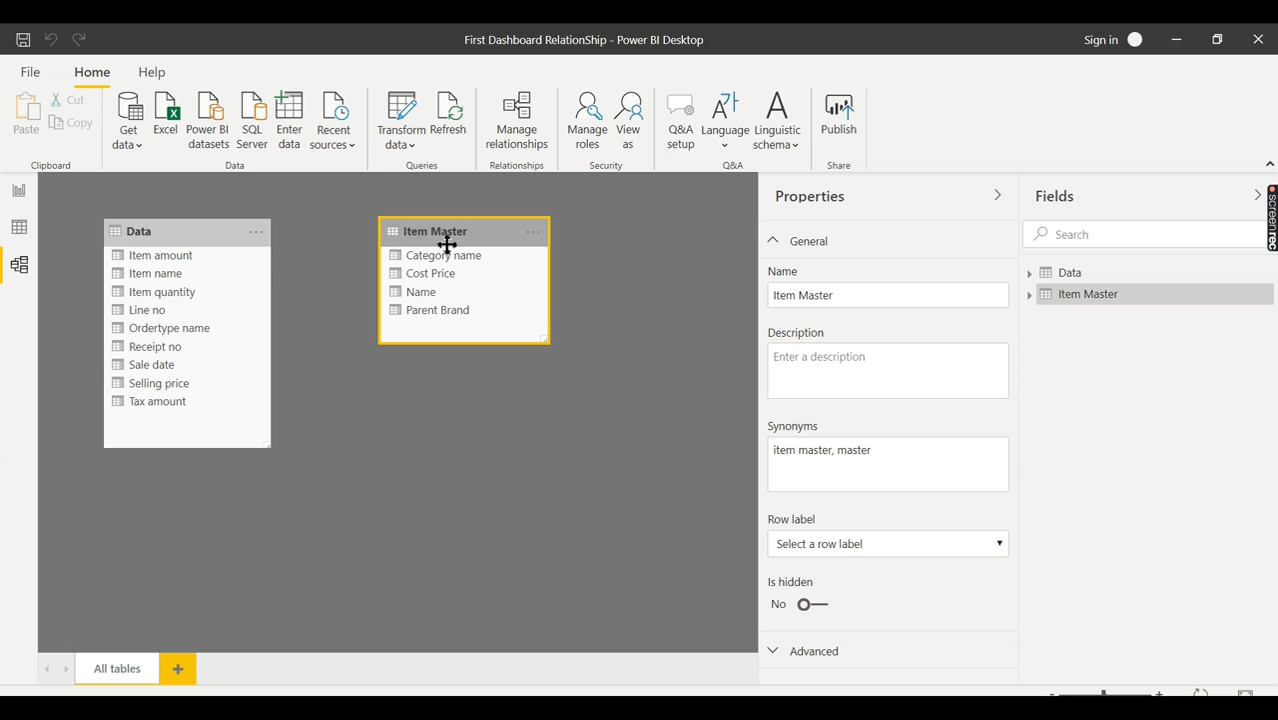 First Dashboard RelationShip - Power BI Desktop
Sign in
File Home Help
Paste
Cut
Copy
Clipboard
Get data
Excel
Power BI datasets
SQL Server
Enter data
Recent sources
Data
Transform data
Refresh
Queries
Manage relationships
Relationships
Manage roles
View as
Security
Q&A setup
Language
Linguistic schema
Q&A
Publish
Share
Data
Item amount
Item name
Item quantity
Line no
Ordertype name
Receipt no
Sale date
Selling price
Tax amount
Item Master
Category name
Cost Price
Name
Parent Brand
Properties
General
Name
Item Master
Description
Enter a description
Synonyms
item master, master
Row label
Select a row label
Is hidden
No
Advanced
Fields
Search
Data
Item Master
screenrec
All tables